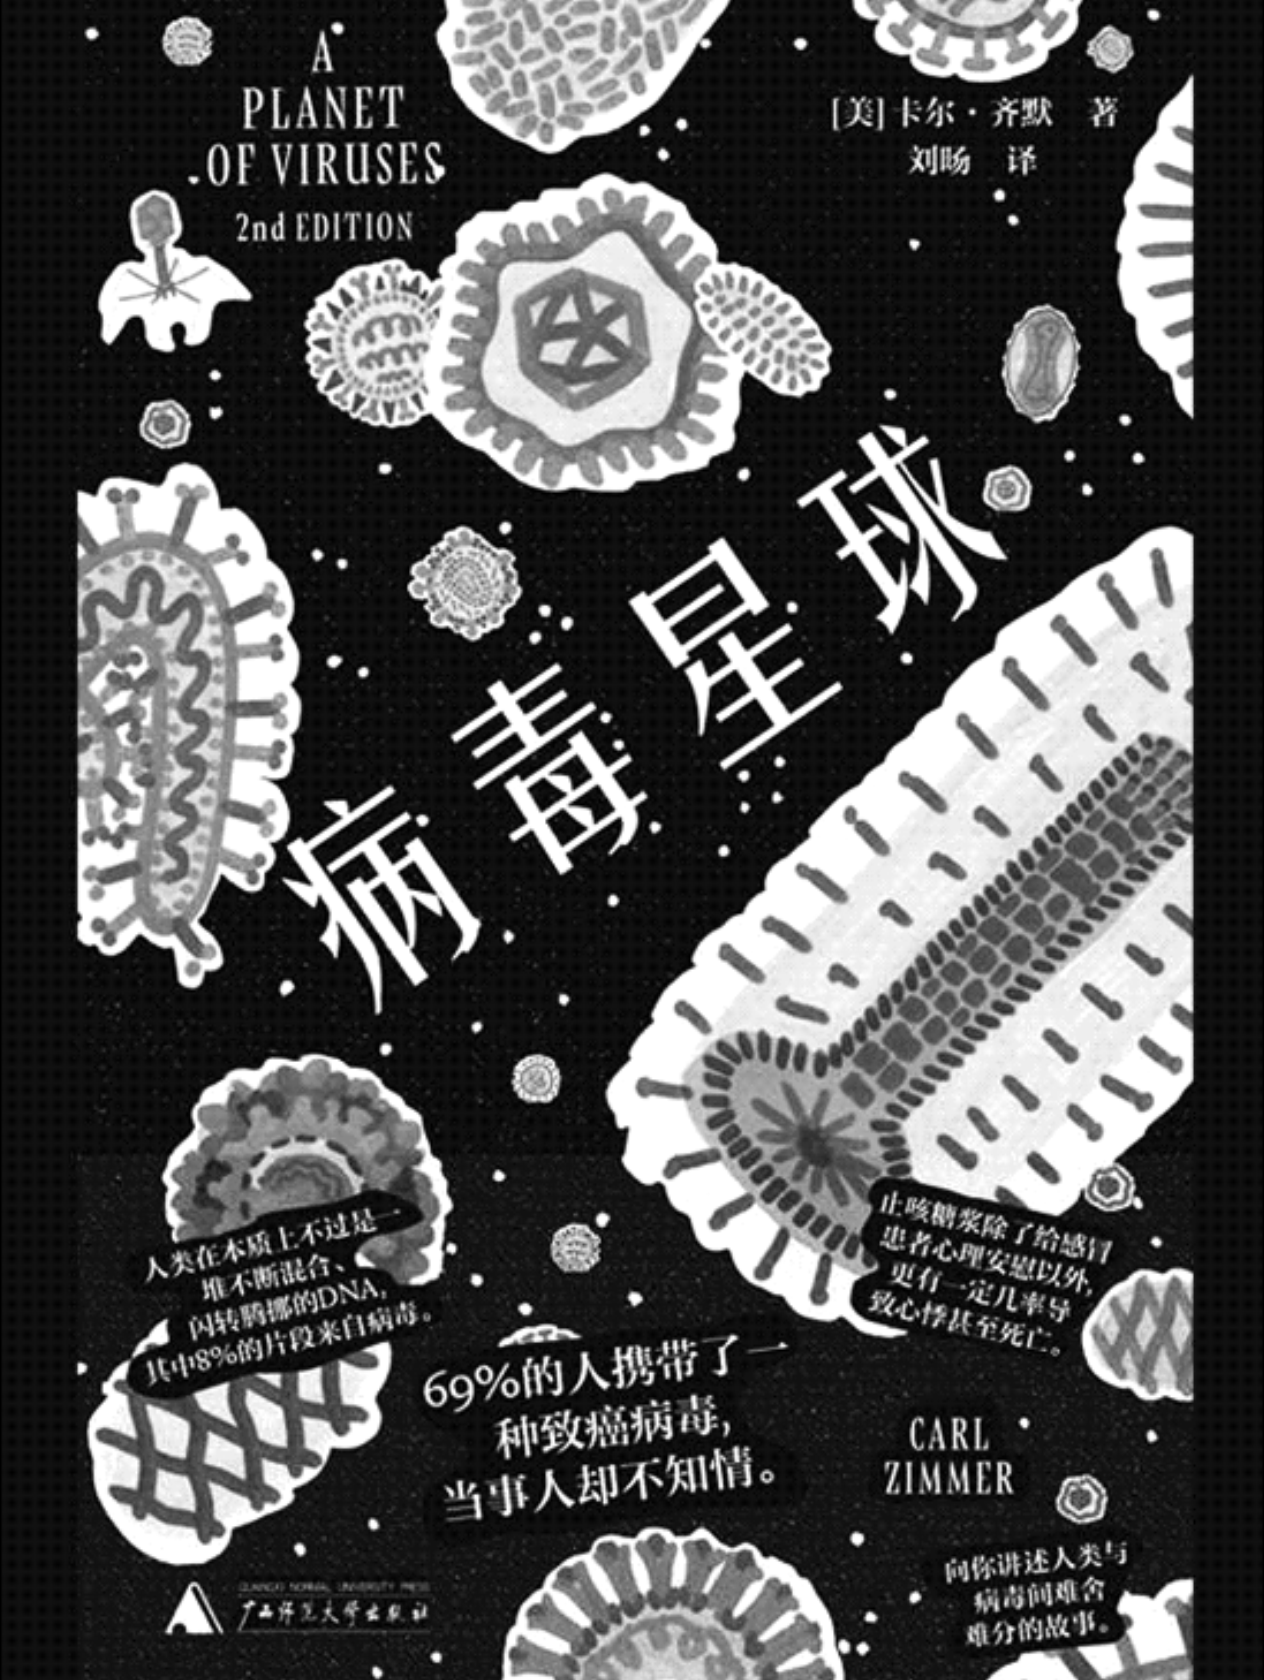 A
PLANET
OF VIRUSES
2nd EDITION
[美] 卡尔·齐默 著
刘旸 译
病毒星球
人类在本质上不过是一
堆不断混合、
闪转腾挪的DNA,
其中8%的片段来自病毒。
止咳糖浆除了给感冒
患者心理安慰以外,
更有一定几率导
致心悸甚至死亡。
69%的人携带了一
种致癌病毒,
当事人却不知情。
CARL
ZIMMER
向你讲述人类与
病毒间难舍
难分的故事。
GUANGXI NORMAL UNIVERSITY PRESS
广西师范大学出版社